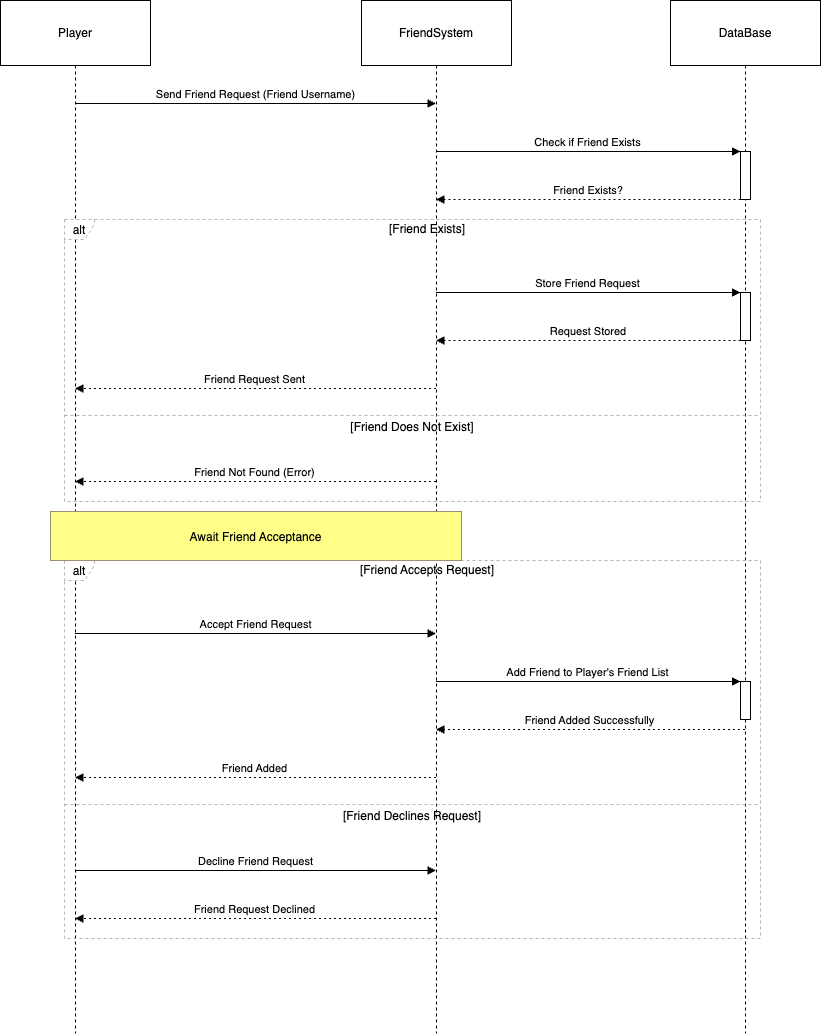 Player
FriendSystem
DataBase
Send Friend Request (Friend Username)
Check if Friend Exists
Friend Exists?
alt
[Friend Exists]
Store Friend Request
Request Stored
Friend Request Sent
[Friend Does Not Exist]
Friend Not Found (Error)
Await Friend Acceptance
alt
[Friend Accepts Request]
Accept Friend Request
Add Friend to Player's Friend List
Friend Added Successfully
Friend Added
[Friend Declines Request]
Decline Friend Request
Friend Request Declined